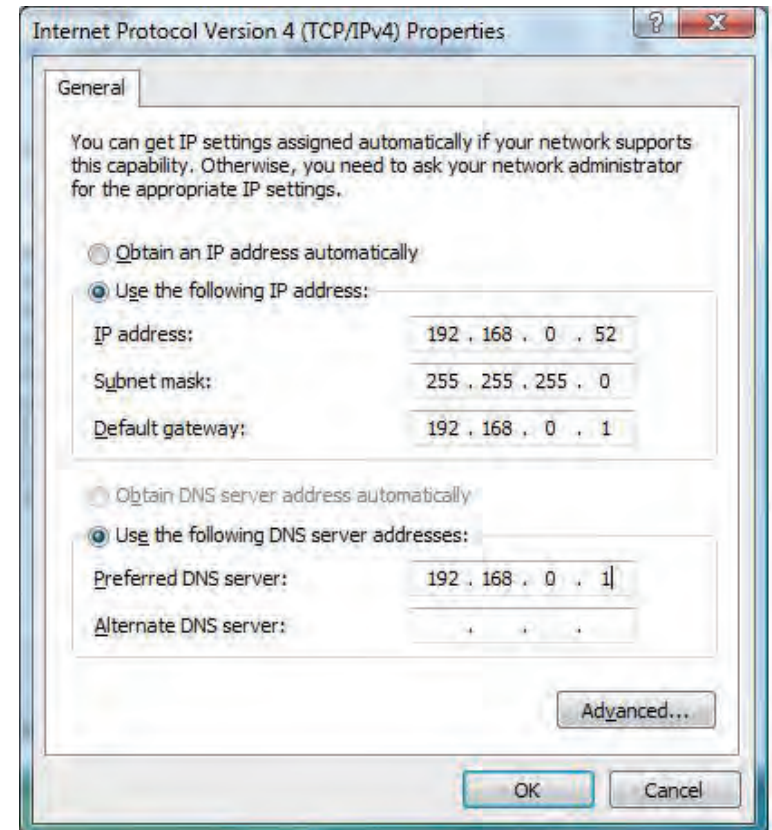 Internet Protocol Version 4 (TCP/IPv4) Properties
? X
General
You can get IP settings assigned automatically if your network supports
this capability. Otherwise, you need to ask your network administrator
for the appropriate IP settings.
Obtain an IP address automatically
Use the following IP address:
IP address: 192 . 168 . 0 . 52
Subnet mask: 255 . 255 . 255 . 0
Default gateway: 192 . 168 . 0 . 1
Obtain DNS server address automatically
Use the following DNS server addresses:
Preferred DNS server: 192 . 168 . 0 . 1
Alternate DNS server: . . .
Advanced...
OK Cancel